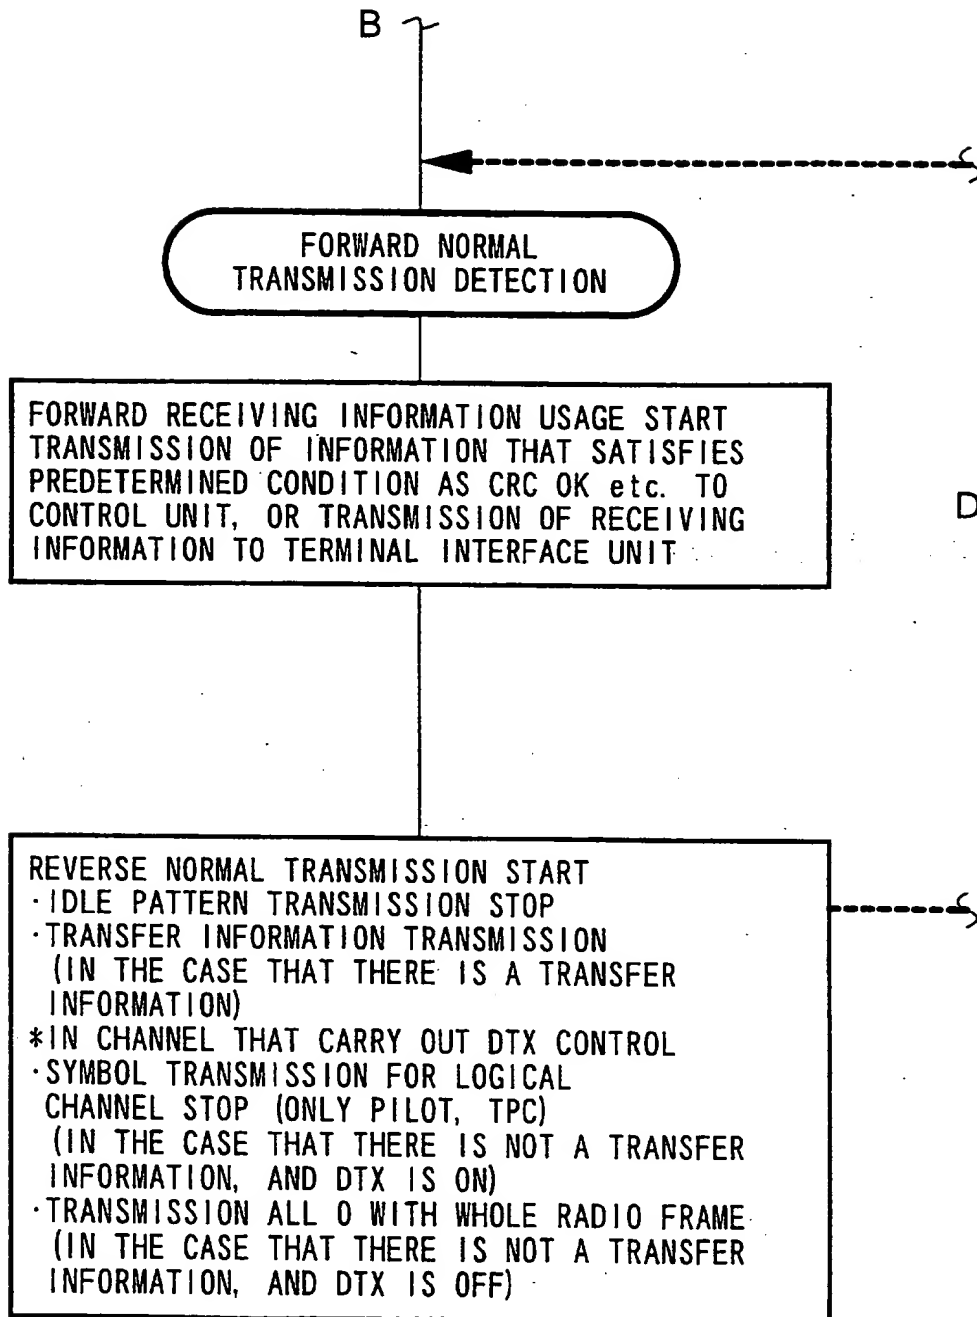 B
FORWARD NORMAL
TRANSMISSION DETECTION
FORWARD RECEIVING INFORMATION USAGE START
TRANSMISSION OF INFORMATION THAT SATISFIES
PREDETERMINED CONDITION AS CRC OK etc. TO
CONTROL UNIT, OR TRANSMISSION OF RECEIVING
INFORMATION TO TERMINAL INTERFACE UNIT
D
REVERSE NORMAL TRANSMISSION START
·IDLE PATTERN TRANSMISSION STOP
·TRANSFER INFORMATION TRANSMISSION
(IN THE CASE THAT THERE IS A TRANSFER
INFORMATION)
*IN CHANNEL THAT CARRY OUT DTX CONTROL
·SYMBOL TRANSMISSION FOR LOGICAL
CHANNEL STOP (ONLY PILOT, TPC)
(IN THE CASE THAT THERE IS NOT A TRANSFER
INFORMATION, AND DTX IS ON)
·TRANSMISSION ALL 0 WITH WHOLE RADIO FRAME
(IN THE CASE THAT THERE IS NOT A TRANSFER
INFORMATION, AND DTX IS OFF)